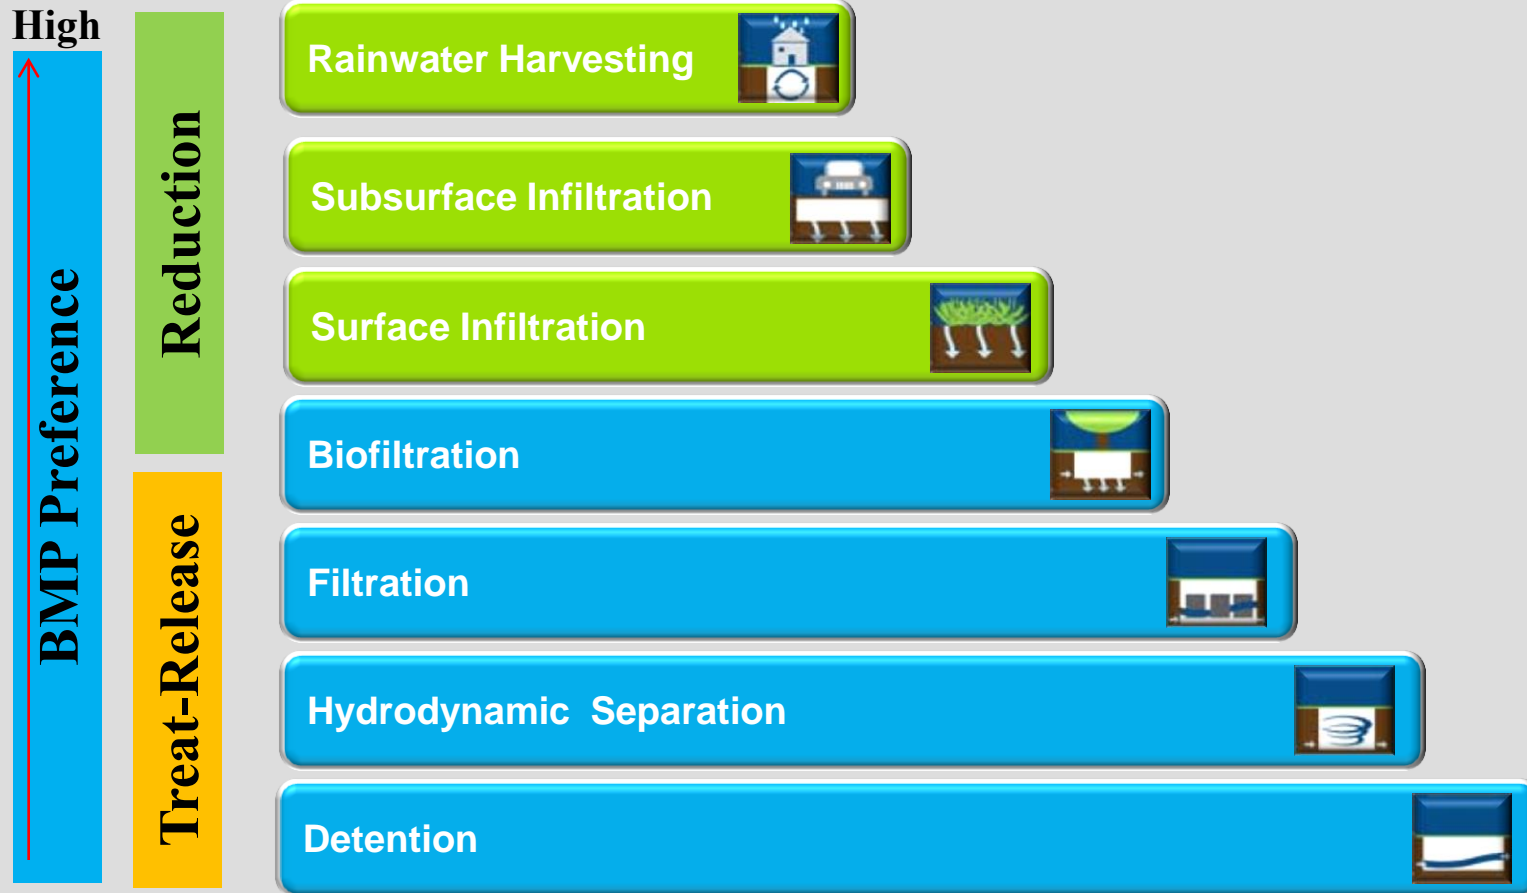 High
BMP Preference
Reduction
Treat-Release
Rainwater Harvesting
Subsurface Infiltration
Surface Infiltration
Biofiltration
Filtration
Hydrodynamic  Separation
Detention